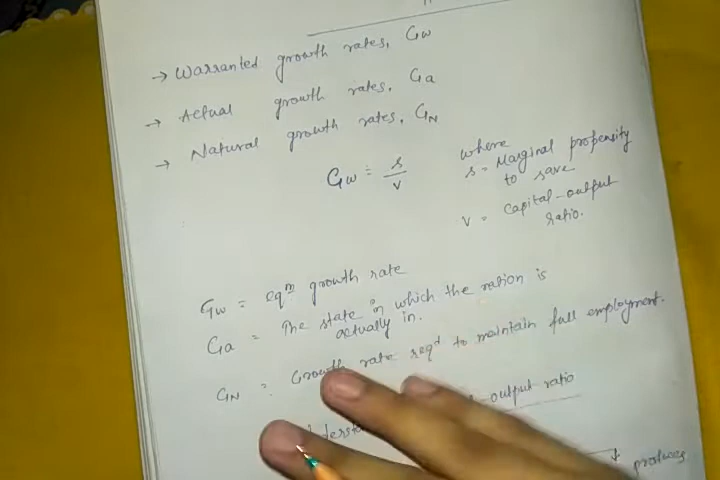 → Warranted growth rates, Gw
→ Actual growth rates, Ga
→ Natural growth rates, GN
Gw = s/v
where
s = Marginal propensity
to save
v = Capital-output
ratio.
Gw = eqm growth rate
Ga = The state in which the nation is
actually in.
GN = Growth rate reqd to maintain full employment.
output ratio
produces